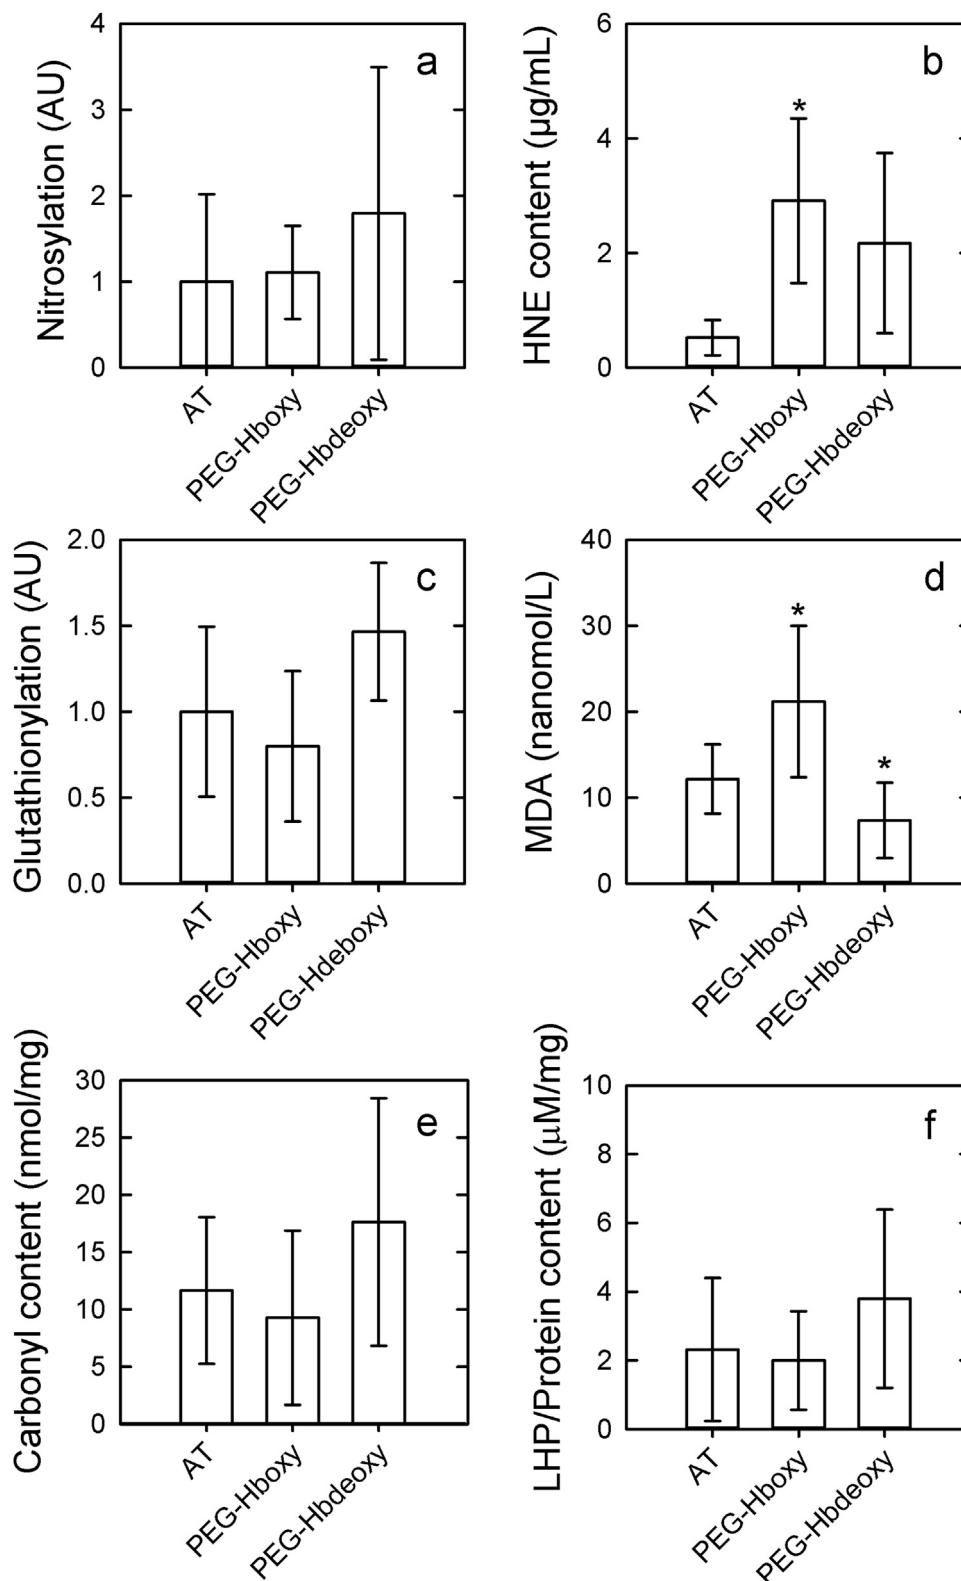 Nitrosylation (AU)
4
3
2
1
0
a
AT
PEG-Hboxy
PEG-Hbdeoxy
HNE content (µg/mL)
6
4
2
0
b
*
AT
PEG-Hboxy
PEG-Hbdeoxy
Glutathionylation (AU)
2.0
1.5
1.0
0.5
0.0
c
AT
PEG-Hboxy
PEG-Hdeboxy
MDA (nanomol/L)
40
30
20
10
0
d
*
*
AT
PEG-Hboxy
PEG-Hbdeoxy
Carbonyl content (nmol/mg)
30
25
20
15
10
5
0
e
AT
PEG-Hboxy
PEG-Hbdeoxy
LHP/Protein content (µM/mg)
10
8
6
4
2
0
f
AT
PEG-Hboxy
PEG-Hbdeoxy